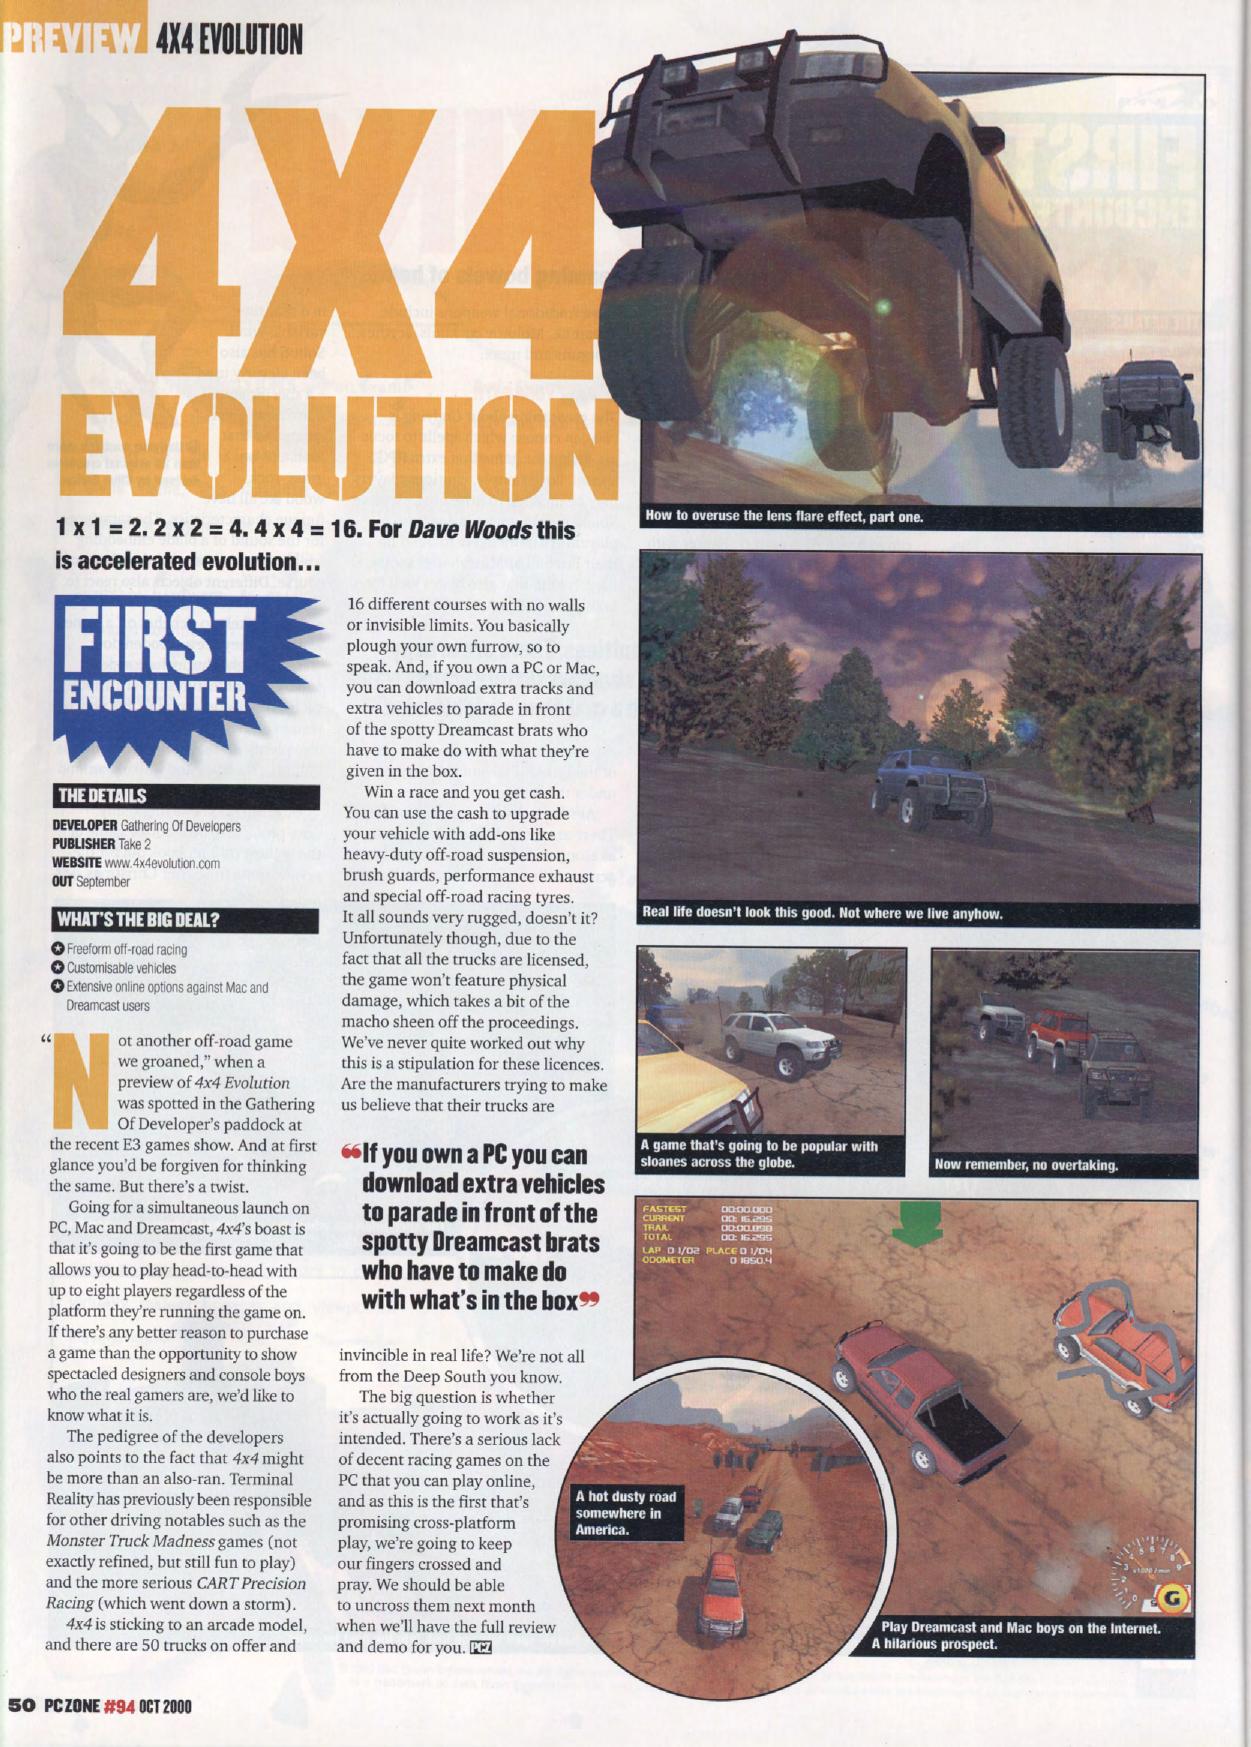 PREVIEW 4X4 EVOLUTION
4X4
EVOLUTION
1 x 1 = 2. 2 x 2 = 4. 4 x 4 = 16. For Dave Woods this
is accelerated evolution...
FIRST
ENCOUNTER
THE DETAILS
DEVELOPER Gathering Of Developers
PUBLISHER Take 2
WEBSITE www.4x4evolution.com
OUT September
WHAT'S THE BIG DEAL?
Freeform off-road racing
Customisable vehicles
Extensive online options against Mac and
Dreamcast users
"Not another off-road game
we groaned," when a
preview of 4x4 Evolution
was spotted in the Gathering
Of Developer's paddock at
the recent E3 games show. And at first
glance you'd be forgiven for thinking
the same. But there's a twist.
Going for a simultaneous launch on
PC, Mac and Dreamcast, 4x4's boast is
that it's going to be the first game that
allows you to play head-to-head with
up to eight players regardless of the
platform they're running the game on.
If there's any better reason to purchase
a game than the opportunity to show
spectacled designers and console boys
who the real gamers are, we'd like to
know what it is.
The pedigree of the developers
also points to the fact that 4x4 might
be more than an also-ran. Terminal
Reality has previously been responsible
for other driving notables such as the
Monster Truck Madness games (not
exactly refined, but still fun to play)
and the more serious CART Precision
Racing (which went down a storm).
4x4 is sticking to an arcade model,
and there are 50 trucks on offer and
16 different courses with no walls
or invisible limits. You basically
plough your own furrow, so to
speak. And, if you own a PC or Mac,
you can download extra tracks and
extra vehicles to parade in front
of the spotty Dreamcast brats who
have to make do with what they're
given in the box.
Win a race and you get cash.
You can use the cash to upgrade
your vehicle with add-ons like
heavy-duty off-road suspension,
brush guards, performance exhaust
and special off-road racing tyres.
It all sounds very rugged, doesn't it?
Unfortunately though, due to the
fact that all the trucks are licensed,
the game won't feature physical
damage, which takes a bit of the
macho sheen off the proceedings.
We've never quite worked out why
this is a stipulation for these licences.
Are the manufacturers trying to make
us believe that their trucks are
"If you own a PC you can
download extra vehicles
to parade in front of the
spotty Dreamcast brats
who have to make do
with what's in the box"
invincible in real life? We're not all
from the Deep South you know.
The big question is whether
it's actually going to work as it's
intended. There's a serious lack
of decent racing games on the
PC that you can play online,
and as this is the first that's
promising cross-platform
play, we're going to keep
our fingers crossed and
pray. We should be able
to uncross them next month
when we'll have the full review
and demo for you. PCZ
How to overuse the lens flare effect, part one.
Real life doesn't look this good. Not where we live anyhow.
A game that's going to be popular with
sloanes across the globe.
Now remember, no overtaking.
FASTEST 00:00.000
CURRENT 00:16.295
TRAIL 00:00.898
TOTAL 00:16.295
LAP 0 1/02 PLACE 0 1/04
ODOMETER 0 1850.4
A hot dusty road
somewhere in
America.
x1000 / min
G
Play Dreamcast and Mac boys on the Internet.
A hilarious prospect.
50 PC ZONE #94 OCT 2000